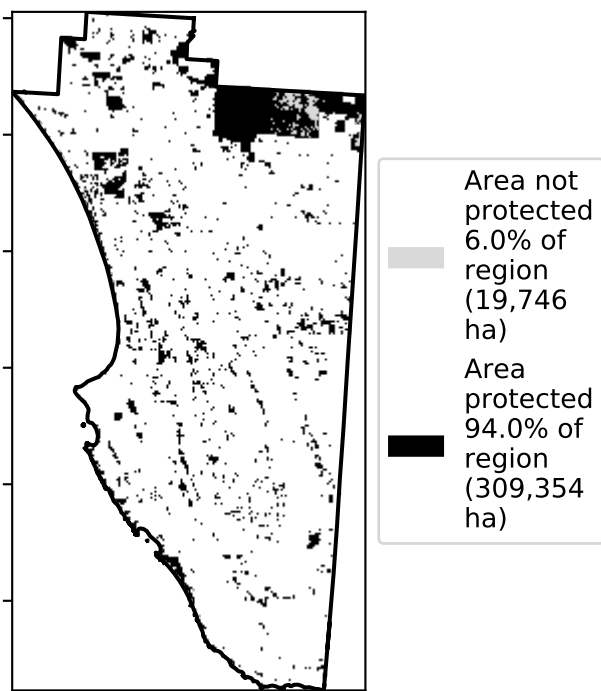 Area not
protected
6.0% of
region
(19,746
ha)
Area
protected
94.0% of
region
(309,354
ha)